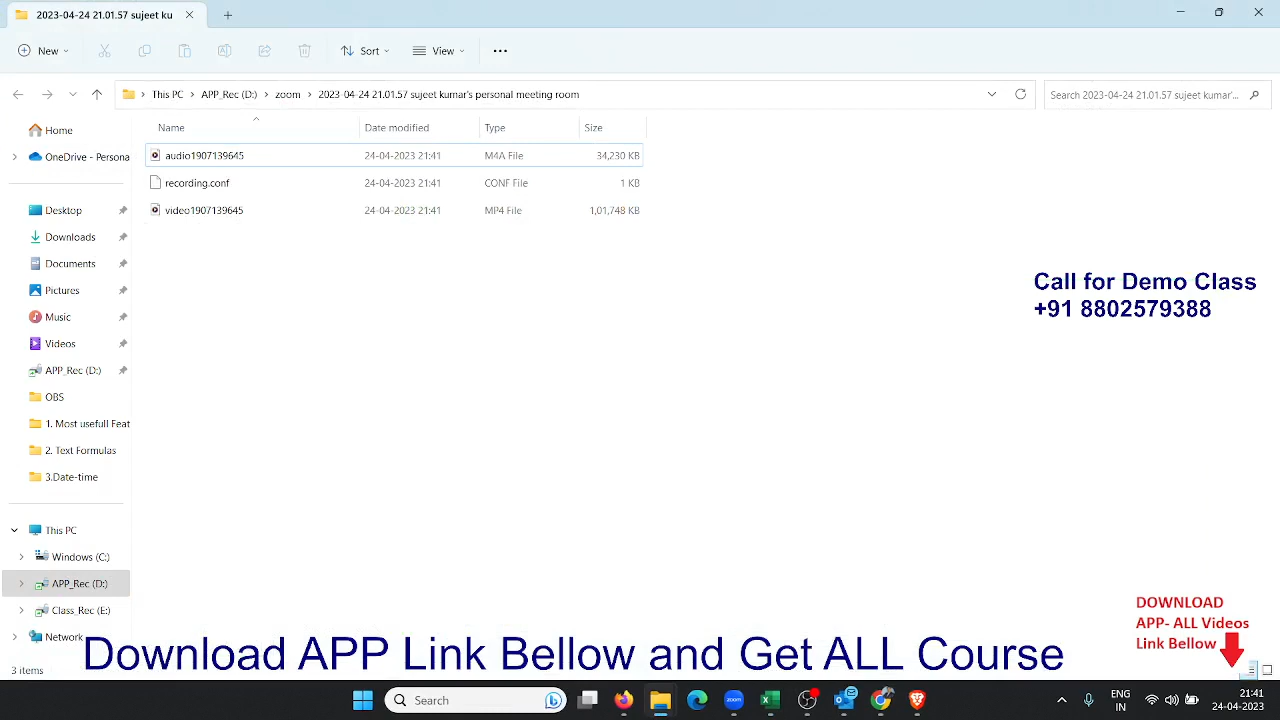 2023-04-24 21.01.57 sujeet ku
New
Sort
View
This PC > APP_Rec (D:) > zoom > 2023-04-24 21.01.57 sujeet kumar's personal meeting room
Search 2023-04-24 21.01.57 sujeet kumar'...
Name Date modified Type Size
audio1907139645 24-04-2023 21:41 M4A File 34,230 KB
recording.conf 24-04-2023 21:41 CONF File 1 KB
video1907139645 24-04-2023 21:41 MP4 File 1,01,748 KB
Home
OneDrive - Persona
Desktop
Downloads
Documents
Pictures
Music
Videos
APP_Rec (D:)
OBS
1. Most usefull Feat
2. Text Formulas
3.Date-time
This PC
Windows (C:)
APP_Rec (D:)
Class_Rec (E:)
Network
Call for Demo Class
+91 8802579388
DOWNLOAD
APP- ALL Videos
Link Bellow
Download APP Link Bellow and Get ALL Course
3 items
Search
zoom
ENG
IN
21:41
24-04-2023